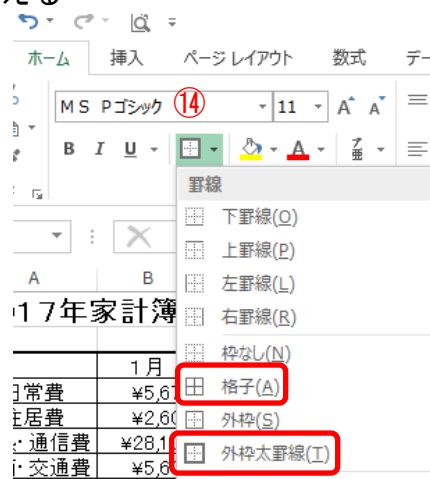 ホーム 挿入 ページ レイアウト 数式
ＭＳ Ｐゴシック ⑭ 11 A A
B I U A
罫線
下罫線(O)
上罫線(P)
左罫線(L)
右罫線(R)
枠なし(N)
格子(A)
外枠(S)
外枠太罫線(T)
A B
17年家計簿
1月
日常費 ¥5,6
住居費 ¥2,60
・通信費 ¥28,1
・交通費 ¥5,6